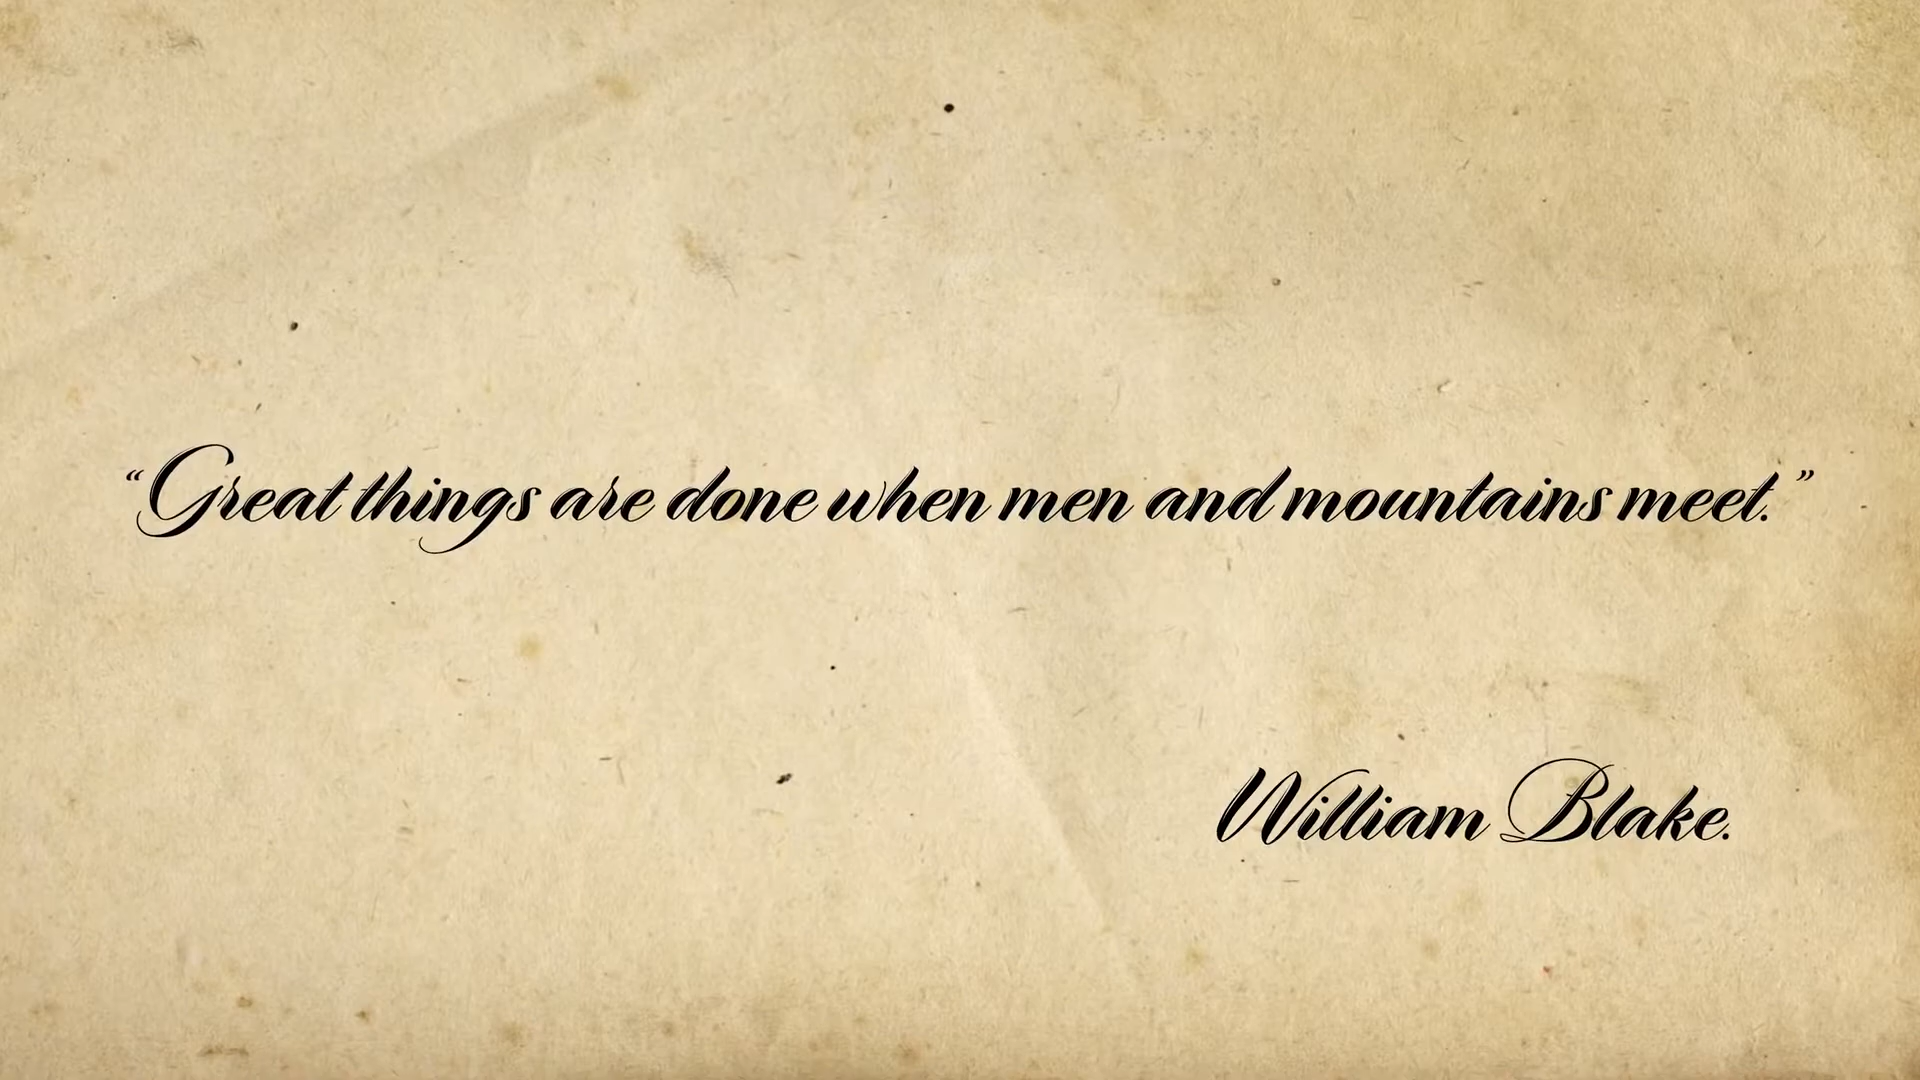 “Great things are done when men and mountains meet.”
William Blake.